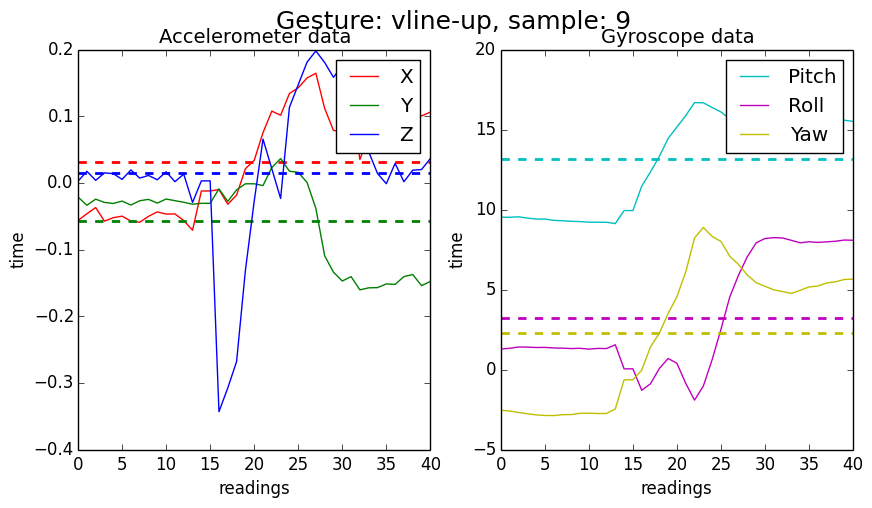 Gesture: vline-up, sample: 9
Accelerometer data
0.2
0.1
0.0
−0.1
−0.2
−0.3
−0.4
time
0
5
10
15
20
25
30
35
40
readings
X
Y
Z
Gyroscope data
20
15
10
5
0
−5
time
0
5
10
15
20
25
30
35
40
readings
Pitch
Roll
Yaw